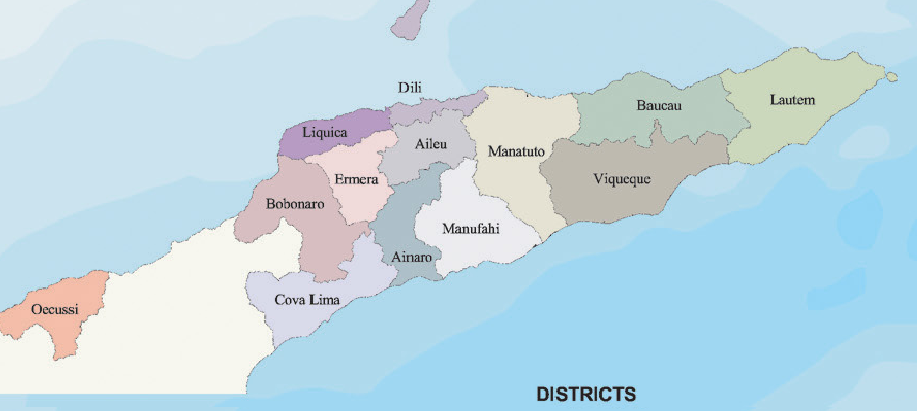 Dili
Baucau
Lautem
Liquica
Aileu
Manatuto
Ermera
Viqueque
Bobonaro
Manufahi
Ainaro
Cova Lima
Oecussi
DISTRICTS